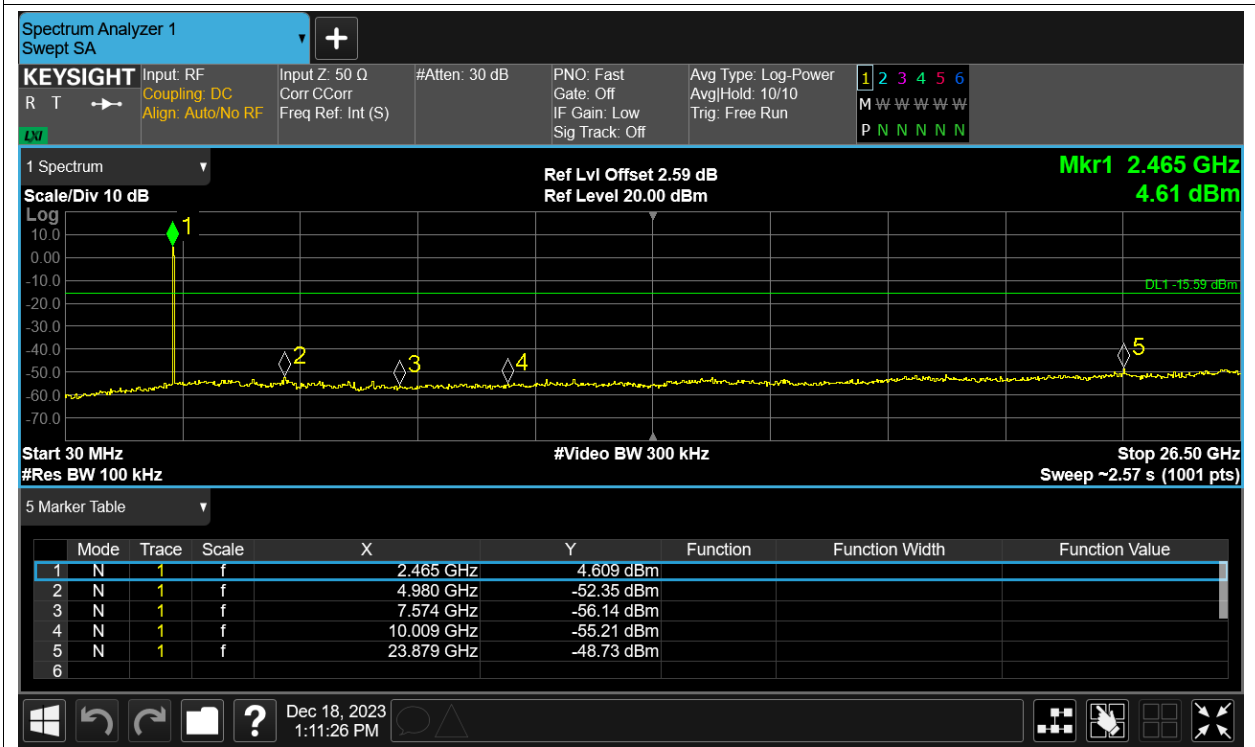 Spectrum Analyzer 1
Swept SA
KEYSIGHT
R T
LXI
Input: RF
Coupling: DC
Align: Auto/No RF
Input Z: 50 Ω
Corr CCorr
Freq Ref: Int (S)
#Atten: 30 dB
PNO: Fast
Gate: Off
IF Gain: Low
Sig Track: Off
Avg Type: Log-Power
Avg|Hold: 10/10
Trig: Free Run
1 2 3 4 5 6
M W W W W W
P N N N N N
1 Spectrum
Scale/Div 10 dB
Ref Lvl Offset 2.59 dB
Ref Level 20.00 dBm
Mkr1 2.465 GHz
4.61 dBm
Log
10.0
0.00
-10.0
-20.0
-30.0
-40.0
-50.0
-60.0
-70.0
1
2
3
4
5
DL1 -15.59 dBm
Start 30 MHz
#Res BW 100 kHz
#Video BW 300 kHz
Stop 26.50 GHz
Sweep ~2.57 s (1001 pts)
5 Marker Table
Mode Trace Scale X Y Function Function Width Function Value
1 N 1 f 2.465 GHz 4.609 dBm
2 N 1 f 4.980 GHz -52.35 dBm
3 N 1 f 7.574 GHz -56.14 dBm
4 N 1 f 10.009 GHz -55.21 dBm
5 N 1 f 23.879 GHz -48.73 dBm
6
?
Dec 18, 2023
1:11:26 PM